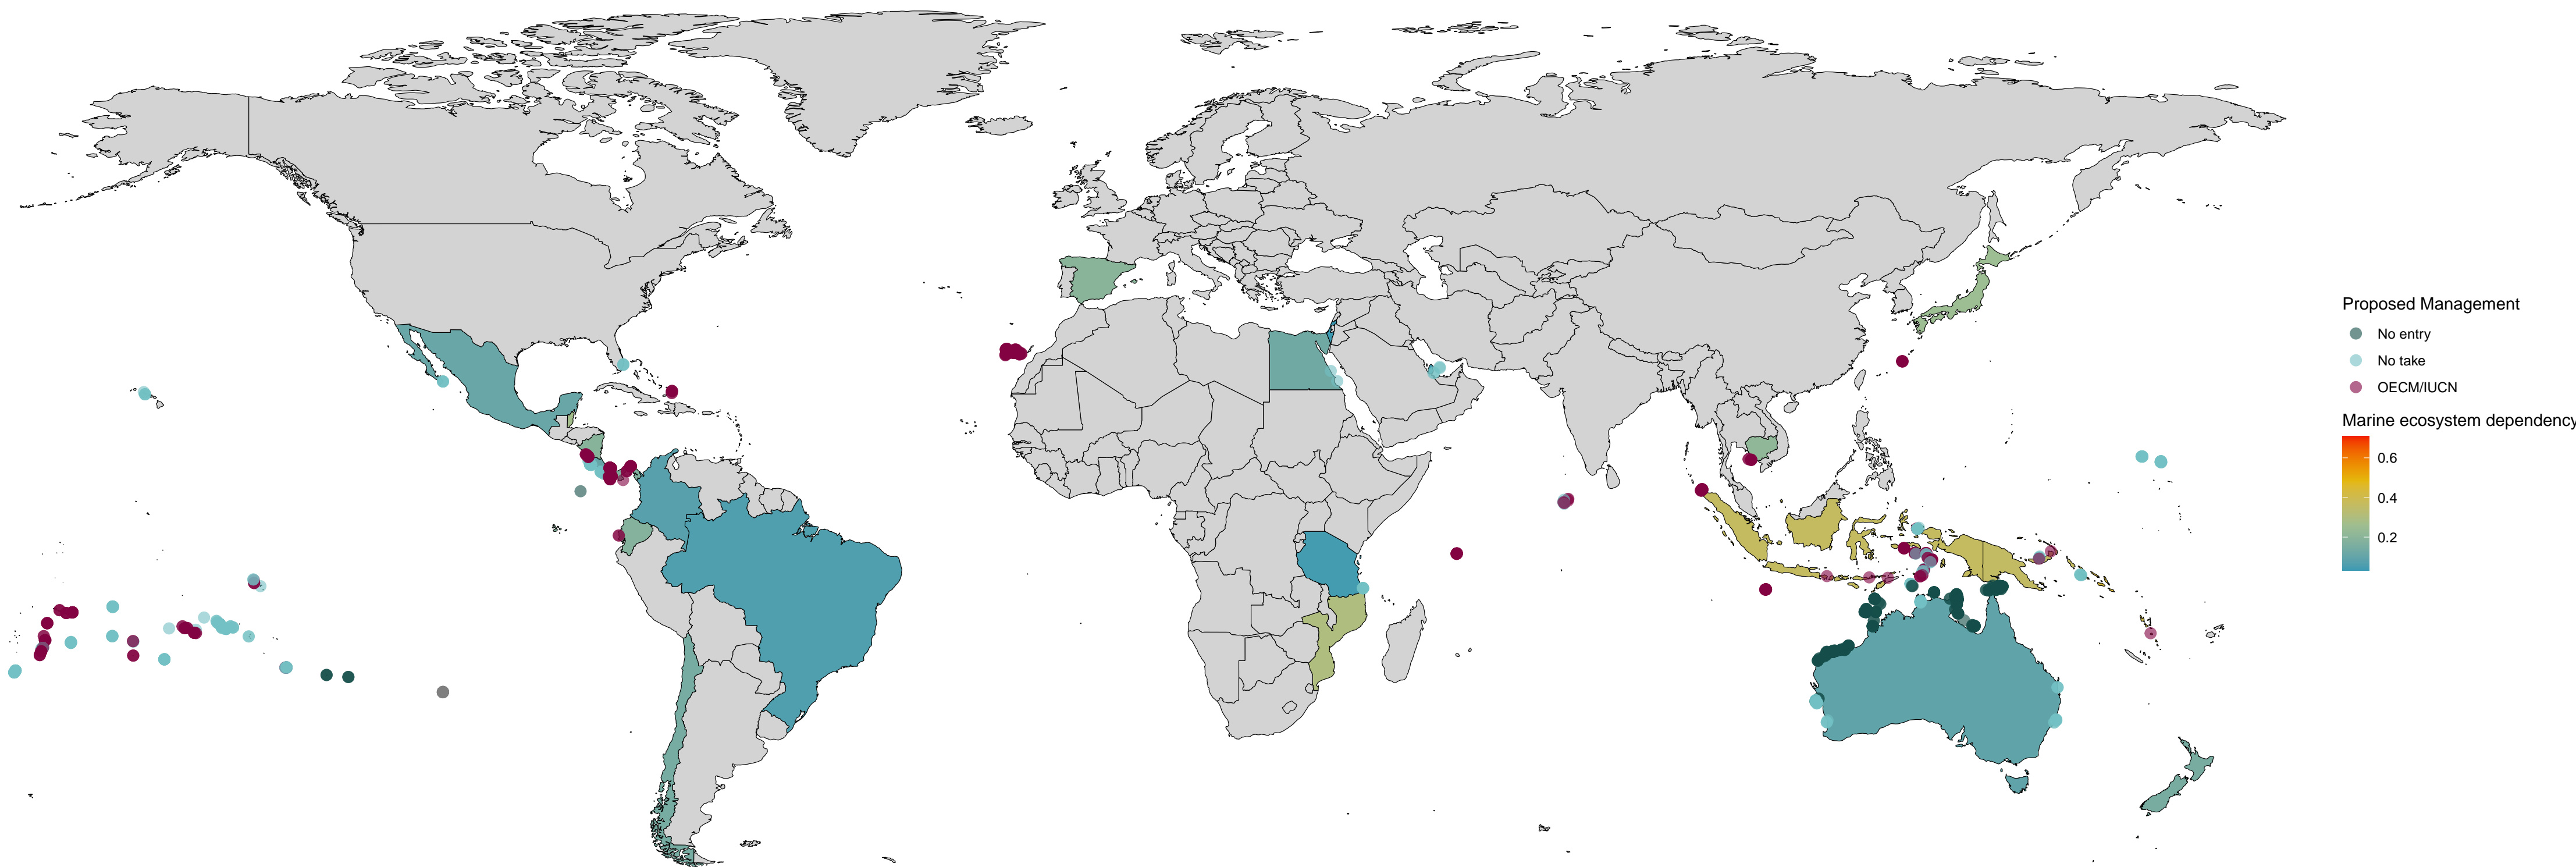 Proposed Management
No entry
No take
OECM/IUCN
Marine ecosystem dependency
0.6
0.4
0.2